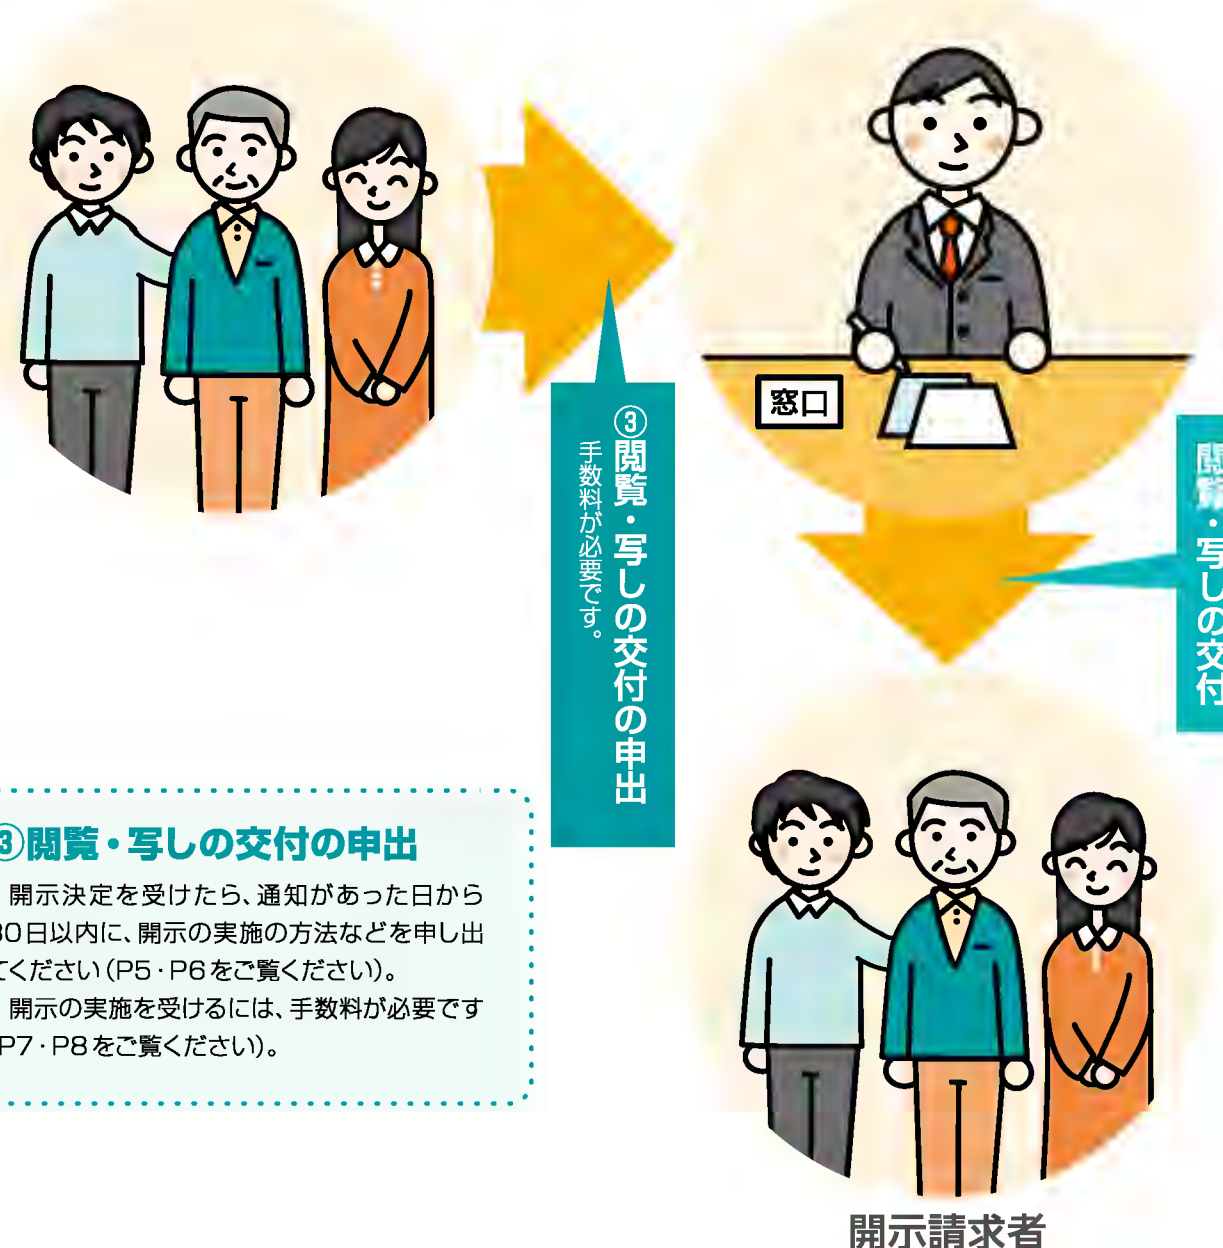 窓口
③閲覧・写しの交付の申出
手数料が必要です。
閲覧・写しの交付
③閲覧・写しの交付の申出
開示決定を受けたら、通知があった日から
30日以内に、開示の実施の方法などを申し出
てください（P5・P6をご覧ください）。
開示の実施を受けるには、手数料が必要です
P7・P8をご覧ください）。
開示請求者